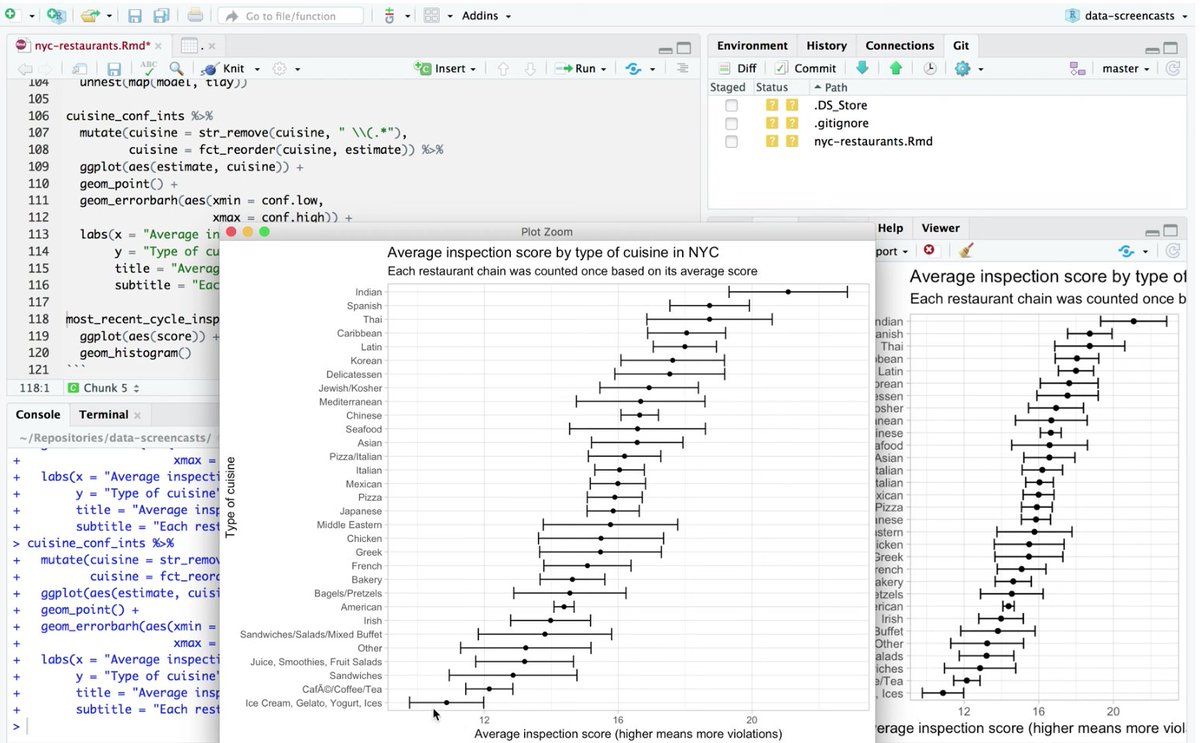 Go to file/function
Addins
data-screencasts
nyc-restaurants.Rmd*
.
ABC
Knit
Insert
Run
104 unnest(map(model, tidy))
105
106 cuisine_conf_ints %>%
107 mutate(cuisine = str_remove(cuisine, " \\(.*"),
108 cuisine = fct_reorder(cuisine, estimate)) %>%
109 ggplot(aes(estimate, cuisine)) +
110 geom_point() +
111 geom_errorbarh(aes(xmin = conf.low,
112 xmax = conf.high)) +
113 labs(x = "Average in
114 y = "Type of cu
115 title = "Averag
116 subtitle = "Eac
117
118 most_recent_cycle_insp
119 ggplot(aes(score)) +
120 geom_histogram()
121 ```
118:1 Chunk 5
Console Terminal
~/Repositories/data-screencasts/
+ xmax =
+ labs(x = "Average inspecti
+ y = "Type of cuisine"
+ title = "Average insp
+ subtitle = "Each rest
> cuisine_conf_ints %>%
+ mutate(cuisine = str_remov
+ cuisine = fct_reord
+ ggplot(aes(estimate, cuisi
+ geom_point() +
+ geom_errorbarh(aes(xmin =
+ xmax =
+ labs(x = "Average inspecti
+ y = "Type of cuisine"
+ title = "Average insp
+ subtitle = "Each rest
>
Environment History Connections Git
Diff Commit master
Staged Status Path
? ? .DS_Store
? ? .gitignore
? ? nyc-restaurants.Rmd
Help Viewer
port
Plot Zoom
Average inspection score by type of cuisine in NYC
Each restaurant chain was counted once based on its average score
Type of cuisine
Indian
Spanish
Thai
Caribbean
Latin
Korean
Delicatessen
Jewish/Kosher
Mediterranean
Chinese
Seafood
Asian
Pizza/Italian
Italian
Mexican
Pizza
Japanese
Middle Eastern
Chicken
Greek
French
Bakery
Bagels/Pretzels
American
Irish
Sandwiches/Salads/Mixed Buffet
Other
Juice, Smoothies, Fruit Salads
Sandwiches
CafÃ©/Coffee/Tea
Ice Cream, Gelato, Yogurt, Ices
12 16 20
Average inspection score (higher means more violations)
Average inspection score by type of
Each restaurant chain was counted once b
ndian
anish
Thai
bbean
Latin
orean
essen
osher
nean
inese
afood
Asian
talian
talian
exican
Pizza
nese
stern
icken
Greek
rench
akery
etzels
erican
Irish
Buffet
Other
alads
iches
e/Tea
, Ices
12 16 20
verage inspection score (higher means more vio